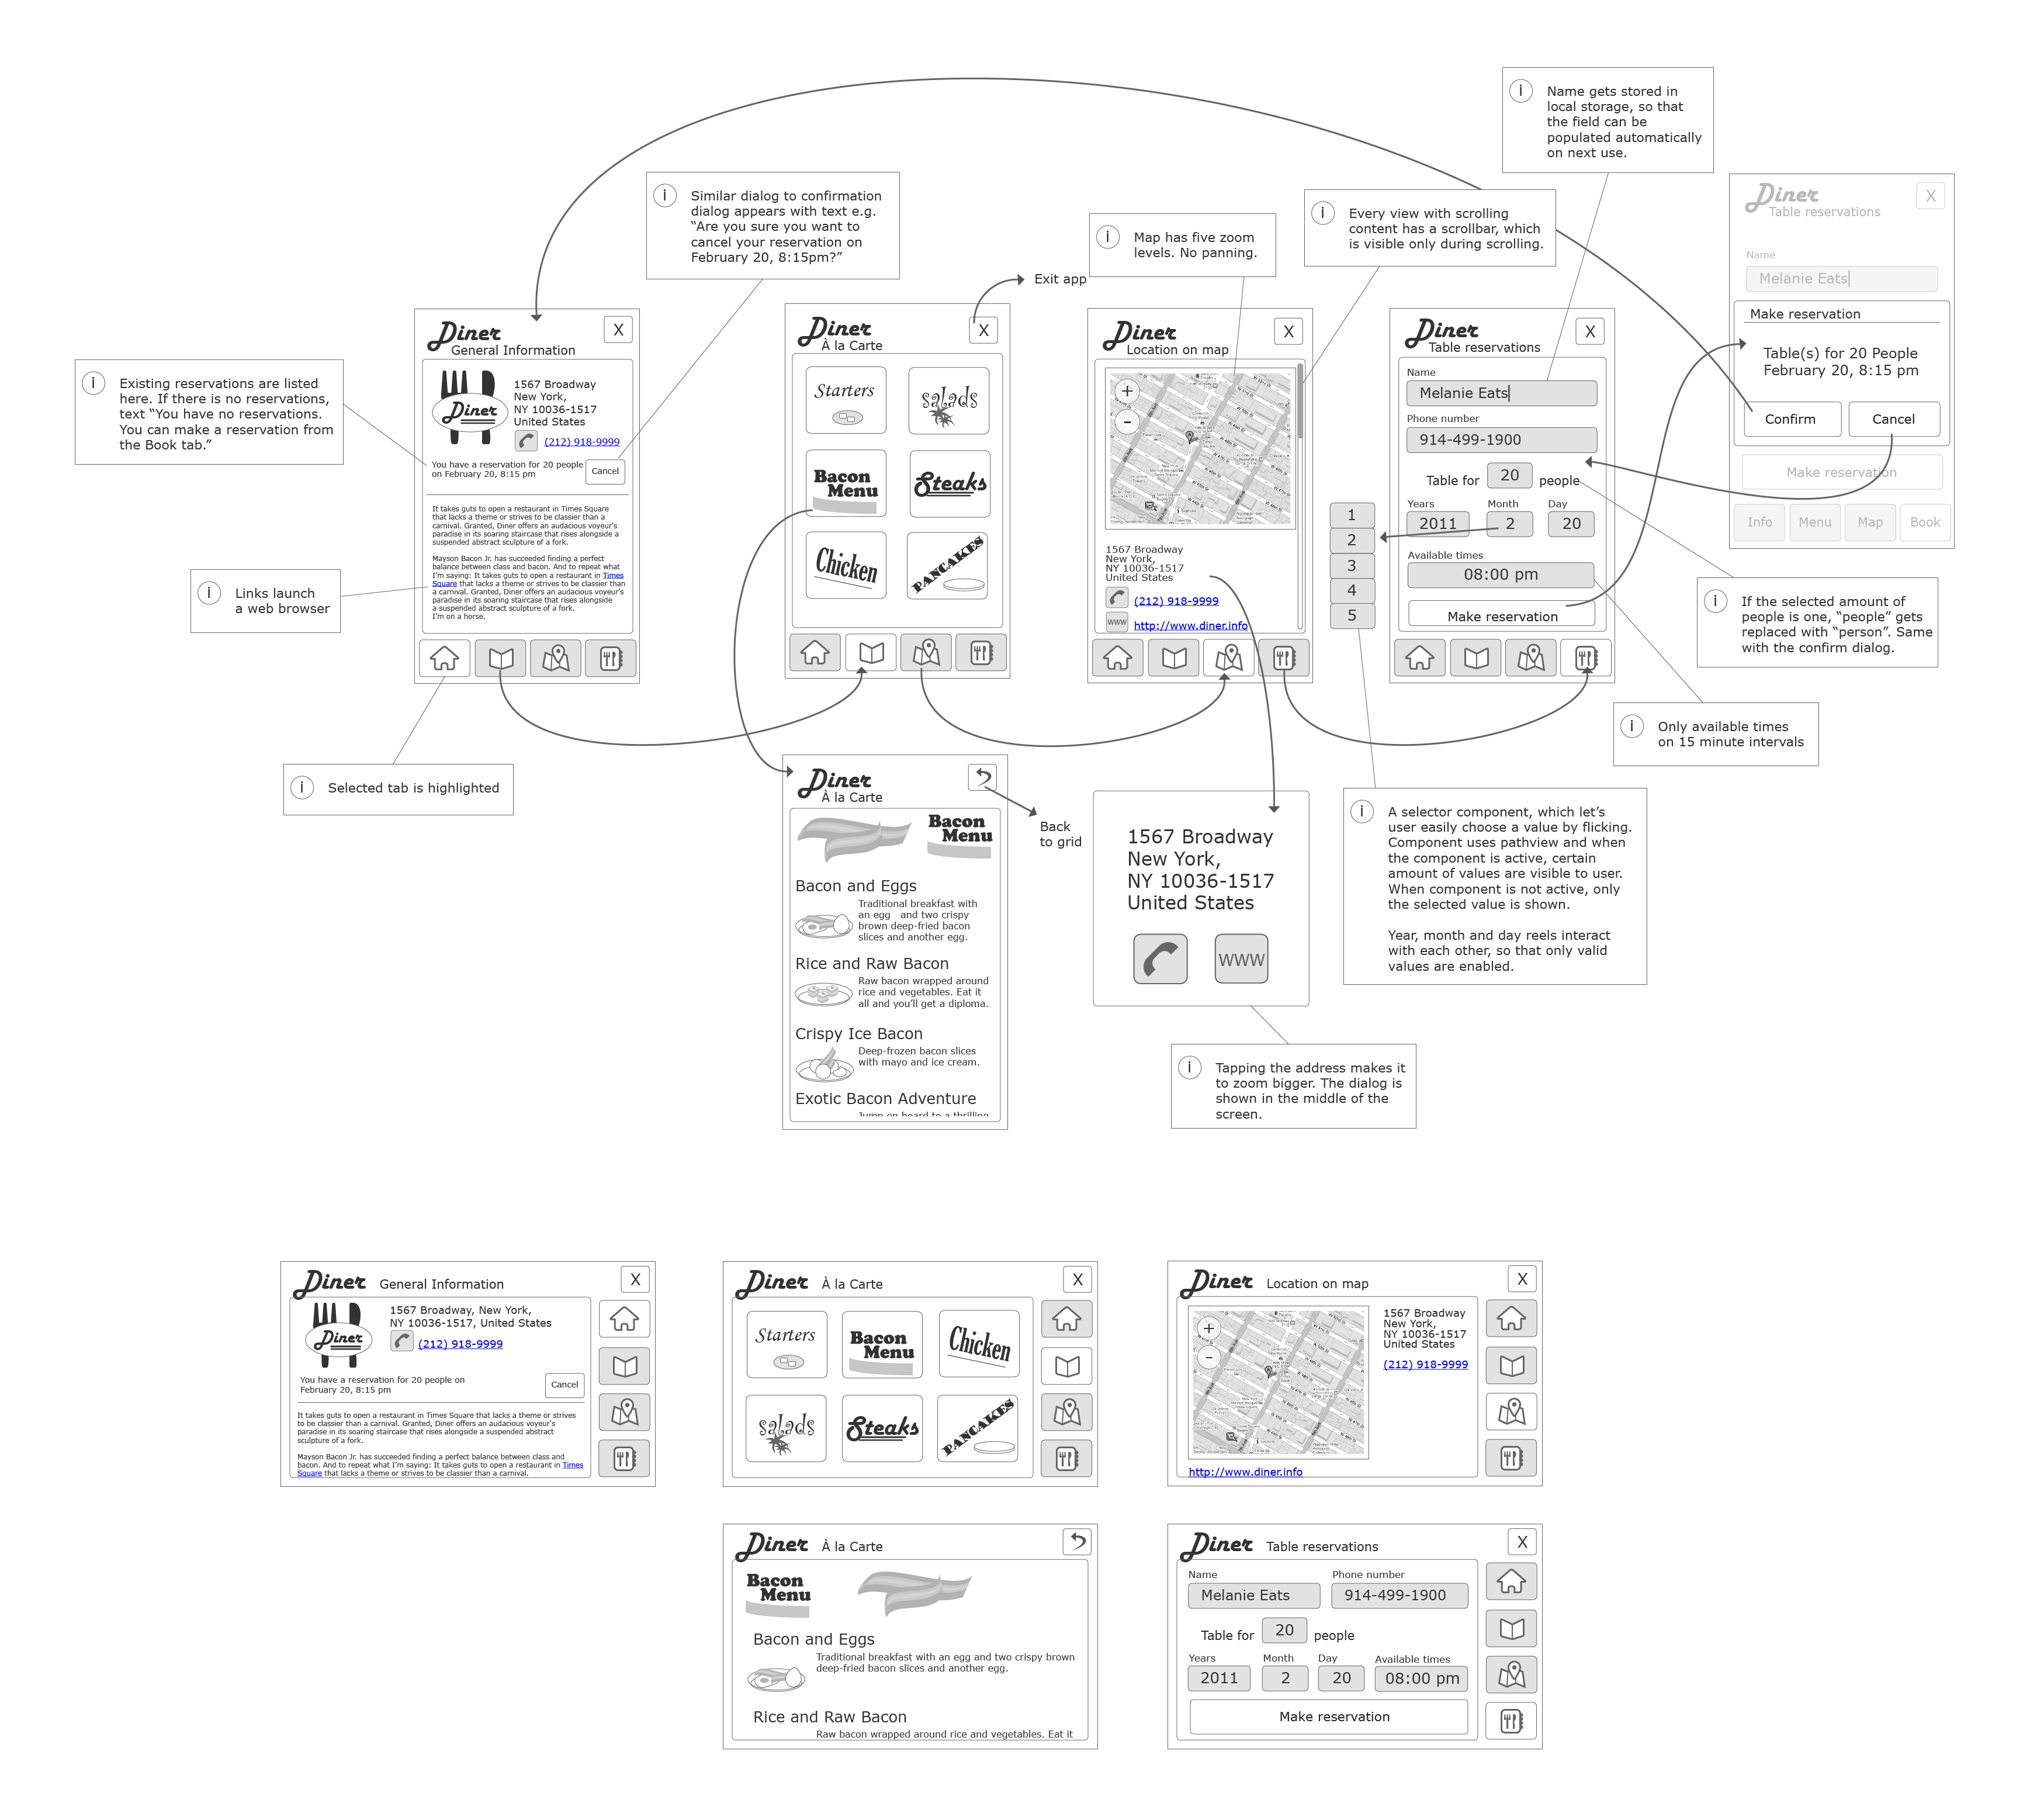 i
Name gets stored in
local storage, so that
the field can be
populated automatically
on next use.
i
Similar dialog to confirmation
dialog appears with text e.g.
“Are you sure you want to
cancel your reservation on
February 20, 8:15pm?”
i
Map has five zoom
levels. No panning.
i
Every view with scrolling
content has a scrollbar, which
is visible only during scrolling.
Exit app
i
Existing reservations are listed
here. If there is no reservations,
text “You have no reservations.
You can make a reservation from
the Book tab.”
i
Links launch
a web browser
i
Selected tab is highlighted
Diner
General Information
X
Diner
1567 Broadway
New York,
NY 10036-1517
United States
(212) 918-9999
You have a reservation for 20 people
on February 20, 8:15 pm
Cancel
It takes guts to open a restaurant in Times Square
that lacks a theme or strives to be classier than a
carnival. Granted, Diner offers an audacious voyeur’s
paradise in its soaring staircase that rises alongside a
suspended abstract sculpture of a fork.
Mayson Bacon Jr. has succeeded finding a perfect
balance between class and bacon. And to repeat what
I’m saying: It takes guts to open a restaurant in Times
Square that lacks a theme or strives to be classier than
a carnival. Granted, Diner offers an audacious voyeur’s
paradise in its soaring staircase that rises alongside
a suspended abstract sculpture of a fork.
I’m on a horse.
Diner
À la Carte
X
Starters
salads
Bacon
Menu
Steaks
Chicken
PANCAKES
Diner
Location on map
X
+
-
1567 Broadway
New York,
NY 10036-1517
United States
(212) 918-9999
www
http://www.diner.info
Diner
Table reservations
X
Name
Melanie Eats
Phone number
914-499-1900
Table for
20
people
Years
Month
Day
2011
2
20
Available times
08:00 pm
Make reservation
1
2
3
4
5
Diner
Table reservations
X
Name
Melanie Eats
Make reservation
Table(s) for 20 People
February 20, 8:15 pm
Confirm
Cancel
Make reservation
Info
Menu
Map
Book
i
If the selected amount of
people is one, “people” gets
replaced with “person”. Same
with the confirm dialog.
i
Only available times
on 15 minute intervals
i
A selector component, which let’s
user easily choose a value by flicking.
Component uses pathview and when
the component is active, certain
amount of values are visible to user.
When component is not active, only
the selected value is shown.
Year, month and day reels interact
with each other, so that only valid
values are enabled.
Diner
À la Carte
Back
to grid
Bacon
Menu
Bacon and Eggs
Traditional breakfast with
an egg and two crispy
brown deep-fried bacon
slices and another egg.
Rice and Raw Bacon
Raw bacon wrapped around
rice and vegetables. Eat it
all and you’ll get a diploma.
Crispy Ice Bacon
Deep-frozen bacon slices
with mayo and ice cream.
Exotic Bacon Adventure
Jump on board to a thrilling
1567 Broadway
New York,
NY 10036-1517
United States
WWW
i
Tapping the address makes it
to zoom bigger. The dialog is
shown in the middle of the
screen.
Diner
General Information
X
Diner
1567 Broadway, New York,
NY 10036-1517, United States
(212) 918-9999
You have a reservation for 20 people on
February 20, 8:15 pm
Cancel
It takes guts to open a restaurant in Times Square that lacks a theme or strives
to be classier than a carnival. Granted, Diner offers an audacious voyeur’s
paradise in its soaring staircase that rises alongside a suspended abstract
sculpture of a fork.
Mayson Bacon Jr. has succeeded finding a perfect balance between class and
bacon. And to repeat what I’m saying: It takes guts to open a restaurant in Times
Square that lacks a theme or strives to be classier than a carnival.
Diner
À la Carte
X
Starters
Bacon
Menu
Chicken
salads
Steaks
PANCAKES
Diner
Location on map
X
+
-
1567 Broadway
New York,
NY 10036-1517
United States
(212) 918-9999
http://www.diner.info
Diner
À la Carte
Bacon
Menu
Bacon and Eggs
Traditional breakfast with an egg and two crispy brown
deep-fried bacon slices and another egg.
Rice and Raw Bacon
Raw bacon wrapped around rice and vegetables. Eat it
Diner
Table reservations
X
Name
Phone number
Melanie Eats
914-499-1900
Table for
20
people
Years
Month
Day
Available times
2011
2
20
08:00 pm
Make reservation